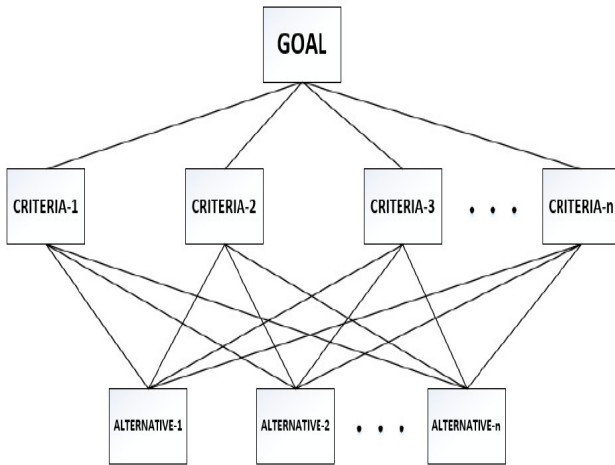 GOAL
CRITERIA-1
CRITERIA-2
CRITERIA-3
. . .
CRITERIA-n
ALTERNATIVE-1
ALTERNATIVE-2
. . .
ALTERNATIVE-n